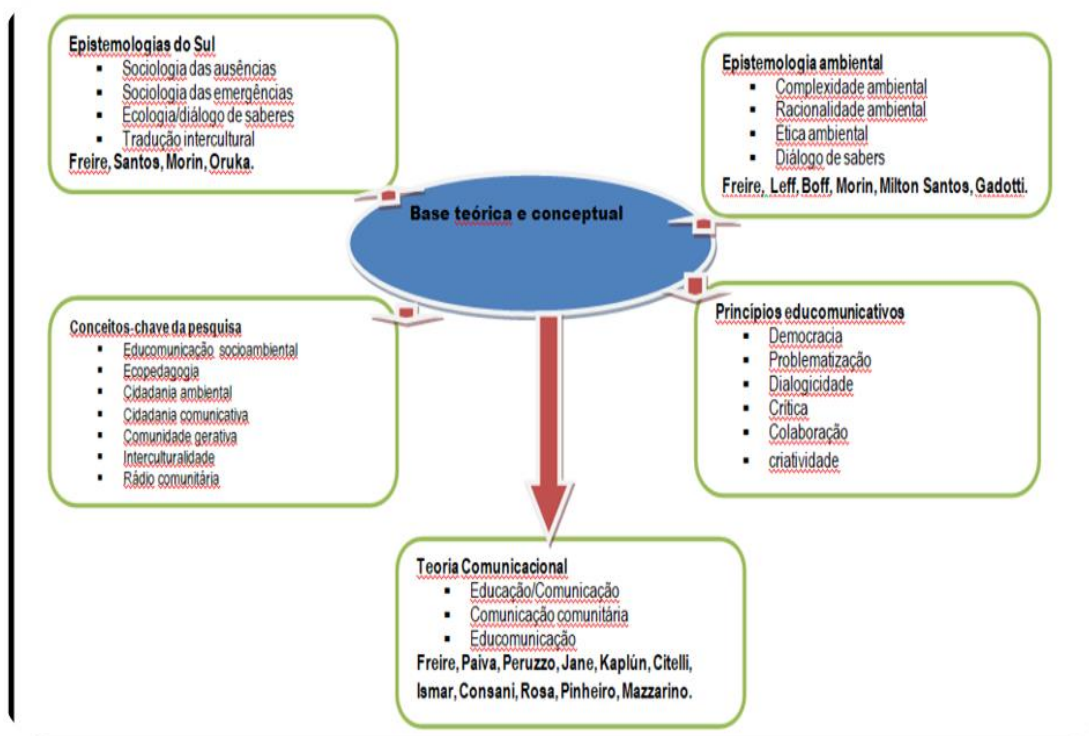 Epistemologias do Sul
▪ Sociologia das ausências
▪ Sociologia das emergências
▪ Ecologia/diálogo de saberes
▪ Tradução intercultural
Freire, Santos, Morin, Oruka.
Epistemologia ambiental
▪ Complexidade ambiental
▪ Racionalidade ambiental
▪ Etica ambiental
▪ Diálogo de sabers
Freire, Leff, Boff, Morin, Milton Santos, Gadotti.
Base teórica e conceptual
Conceitos-chave da pesquisa
▪ Educomunicação socioambiental
▪ Ecopedagogia
▪ Cidadania ambiental
▪ Cidadania comunicativa
▪ Comunidade gerativa
▪ Interculturalidade
▪ Rádio comunitária
Princípios educomunicativos
▪ Democracia
▪ Problematização
▪ Dialogicidade
▪ Crítica
▪ Colaboração
▪ criatividade
Teoria Comunicacional
▪ Educação/Comunicação
▪ Comunicação comunitária
▪ Educomunicação
Freire, Paiva, Peruzzo, Jane, Kaplún, Citelli,
Ismar, Consani, Rosa, Pinheiro, Mazzarino.